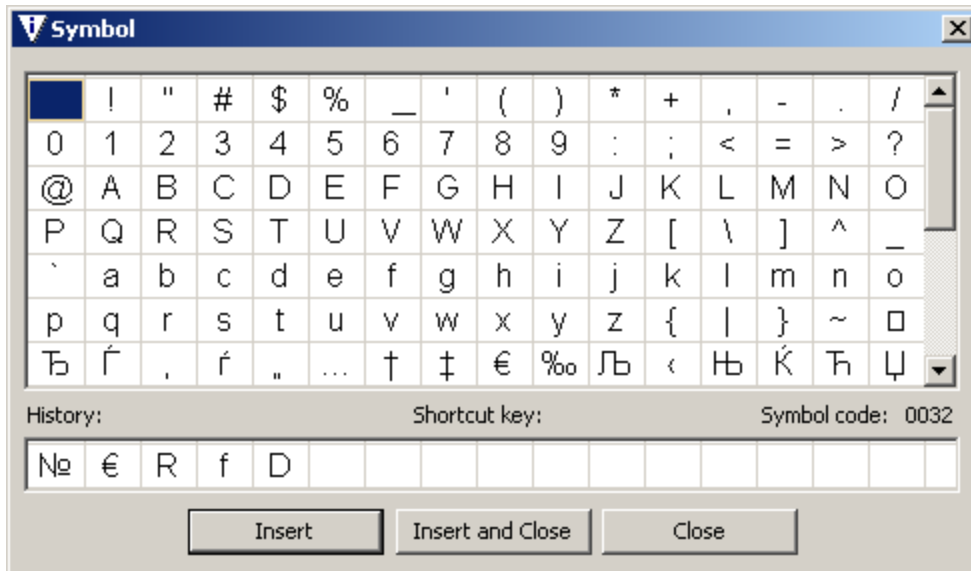 Symbol
! " # $ % _ ' ( ) * + , - . /
0 1 2 3 4 5 6 7 8 9 : ; < = > ?
@ A B C D E F G H I J K L M N O
P Q R S T U V W X Y Z [ \ ] ^ _
` a b c d e f g h i j k l m n o
p q r s t u v w x y z { | } ~ □
Ђ Ѓ ‚ ѓ „ … † ‡ € ‰ Љ ‹ Њ Ќ Ћ Џ
History: Shortcut key: Symbol code: 0032
№ € R f D
Insert Insert and Close Close